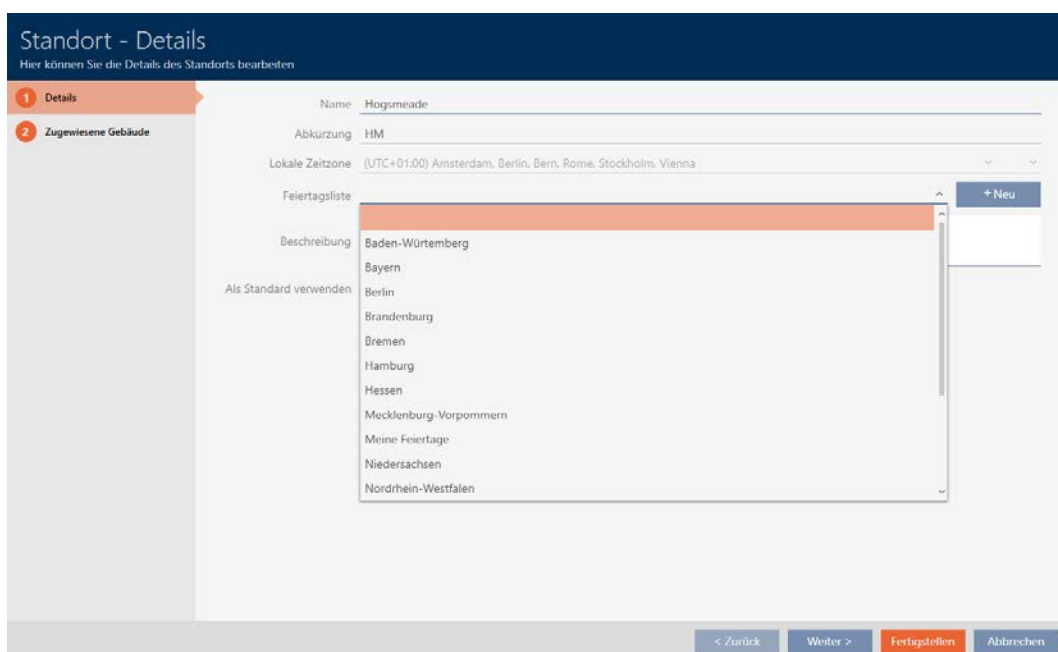 Standort - Details
Hier können Sie die Details des Standorts bearbeiten
1 Details
2 Zugewiesene Gebäude
Name Hogsmeade
Abkürzung HM
Lokale Zeitzone (UTC+01:00) Amsterdam, Berlin, Bern, Rome, Stockholm, Vienna
Feiertagsliste + Neu
Beschreibung
Baden-Würtemberg
Bayern
Als Standard verwenden
Berlin
Brandenburg
Bremen
Hamburg
Hessen
Mecklenburg-Vorpommern
Meine Feiertage
Niedersachsen
Nordrhein-Westfalen
< Zurück Weiter > Fertigstellen Abbrechen